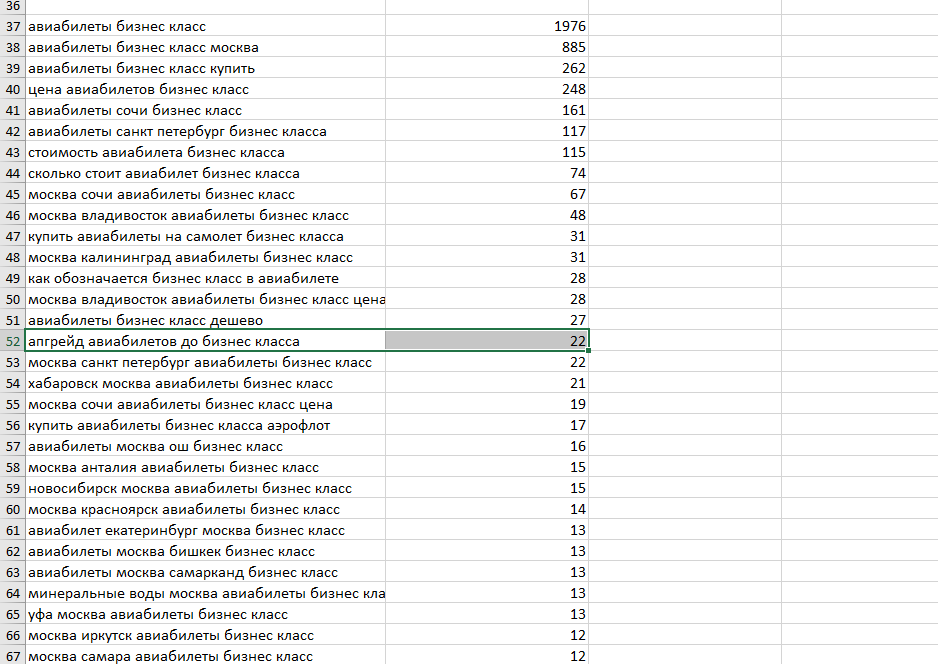 36
37 авиабилеты бизнес класс 1976
38 авиабилеты бизнес класс москва 885
39 авиабилеты бизнес класс купить 262
40 цена авиабилетов бизнес класс 248
41 авиабилеты сочи бизнес класс 161
42 авиабилеты санкт петербург бизнес класса 117
43 стоимость авиабилета бизнес класса 115
44 сколько стоит авиабилет бизнес класса 74
45 москва сочи авиабилеты бизнес класс 67
46 москва владивосток авиабилеты бизнес класс 48
47 купить авиабилеты на самолет бизнес класса 31
48 москва калининград авиабилеты бизнес класс 31
49 как обозначается бизнес класс в авиабилете 28
50 москва владивосток авиабилеты бизнес класс цена 28
51 авиабилеты бизнес класс дешево 27
52 апгрейд авиабилетов до бизнес класса 22
53 москва санкт петербург авиабилеты бизнес класс 22
54 хабаровск москва авиабилеты бизнес класс 21
55 москва сочи авиабилеты бизнес класс цена 19
56 купить авиабилеты бизнес класса аэрофлот 17
57 авиабилеты москва ош бизнес класс 16
58 москва анталия авиабилеты бизнес класс 15
59 новосибирск москва авиабилеты бизнес класс 15
60 москва красноярск авиабилеты бизнес класс 14
61 авиабилет екатеринбург москва бизнес класс 13
62 авиабилеты москва бишкек бизнес класс 13
63 авиабилеты москва самарканд бизнес класс 13
64 минеральные воды москва авиабилеты бизнес кла 13
65 уфа москва авиабилеты бизнес класс 13
66 москва иркутск авиабилеты бизнес класс 12
67 москва самара авиабилеты бизнес класс 12